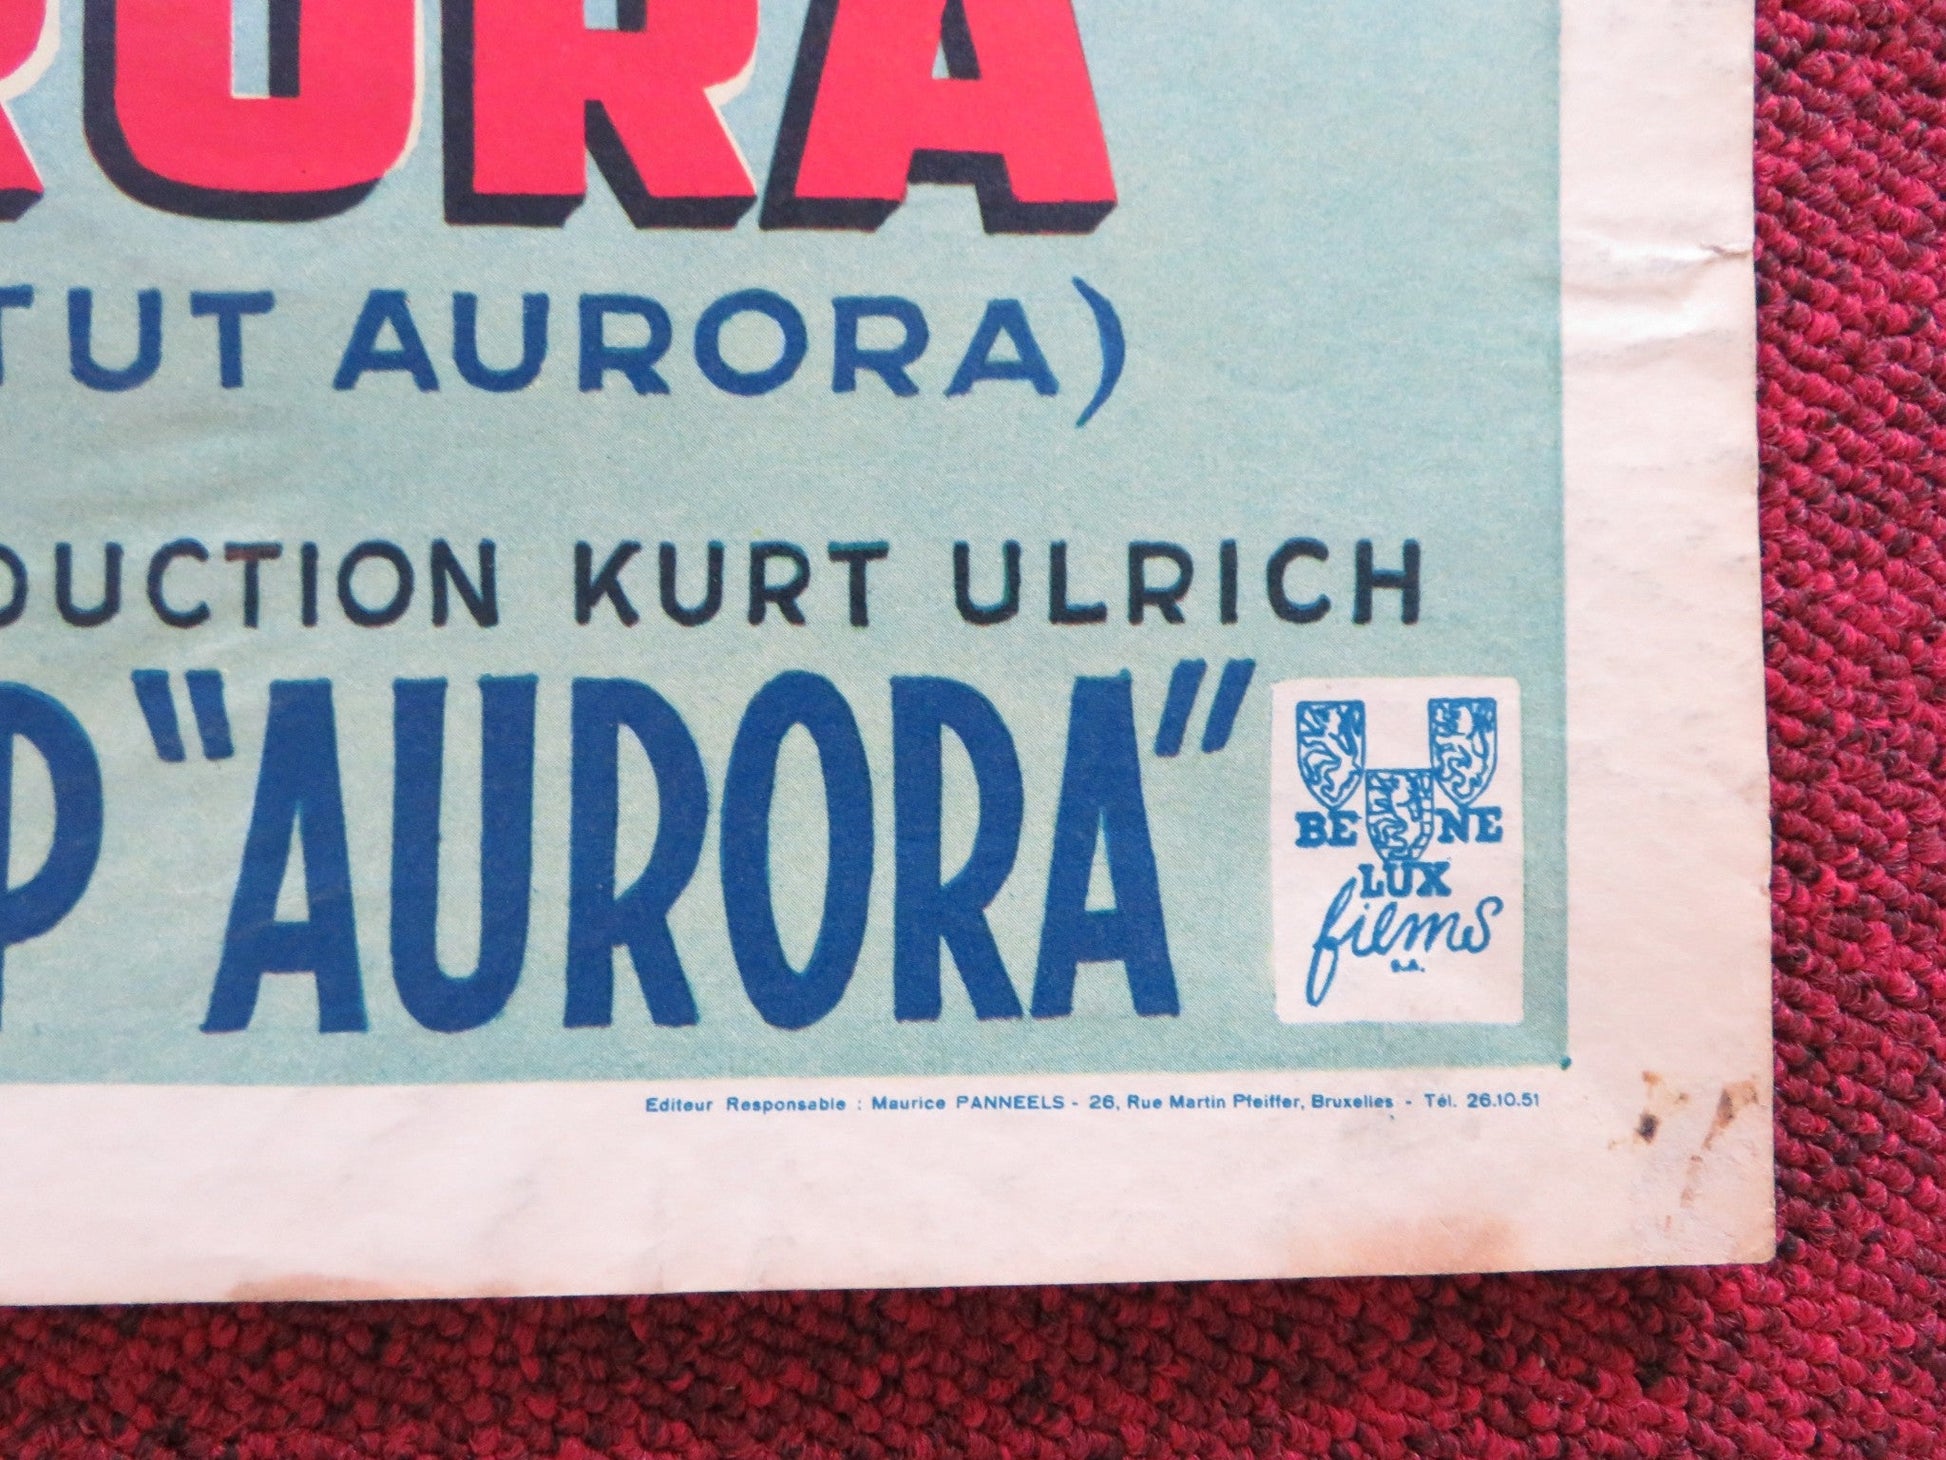 RORA
TUT AURORA)
DUCTION KURT ULRICH
P "AURORA"
BE NE
LUX
films
S.A.
Editeur Responsable : Maurice PANNEELS - 26, Rue Martin Pfeiffer, Bruxelles - Tél. 26.10.51